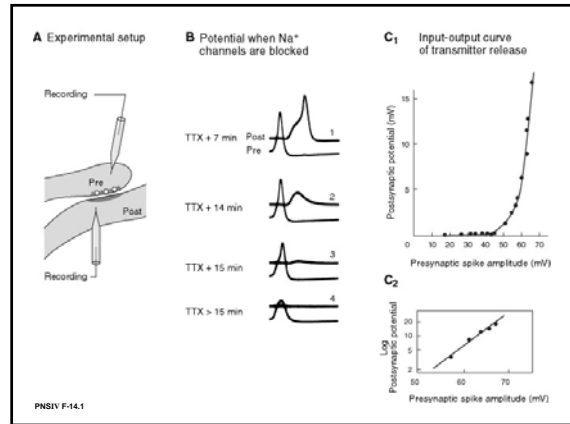 A Experimental setup
Recording
Pre
Post
Recording
B Potential when Na+
channels are blocked
TTX + 7 min
Post
Pre
1
TTX + 14 min
2
TTX + 15 min
3
TTX > 15 min
4
C1 Input-output curve
of transmitter release
Postsynaptic potential (mV)
15
10
5
0 10 20 30 40 50 60 70
Presynaptic spike amplitude (mV)
C2
Log
Postsynaptic potential
20
10
5
2
50 60 70
Presynaptic spike amplitude (mV)
PNSIV F-14.1